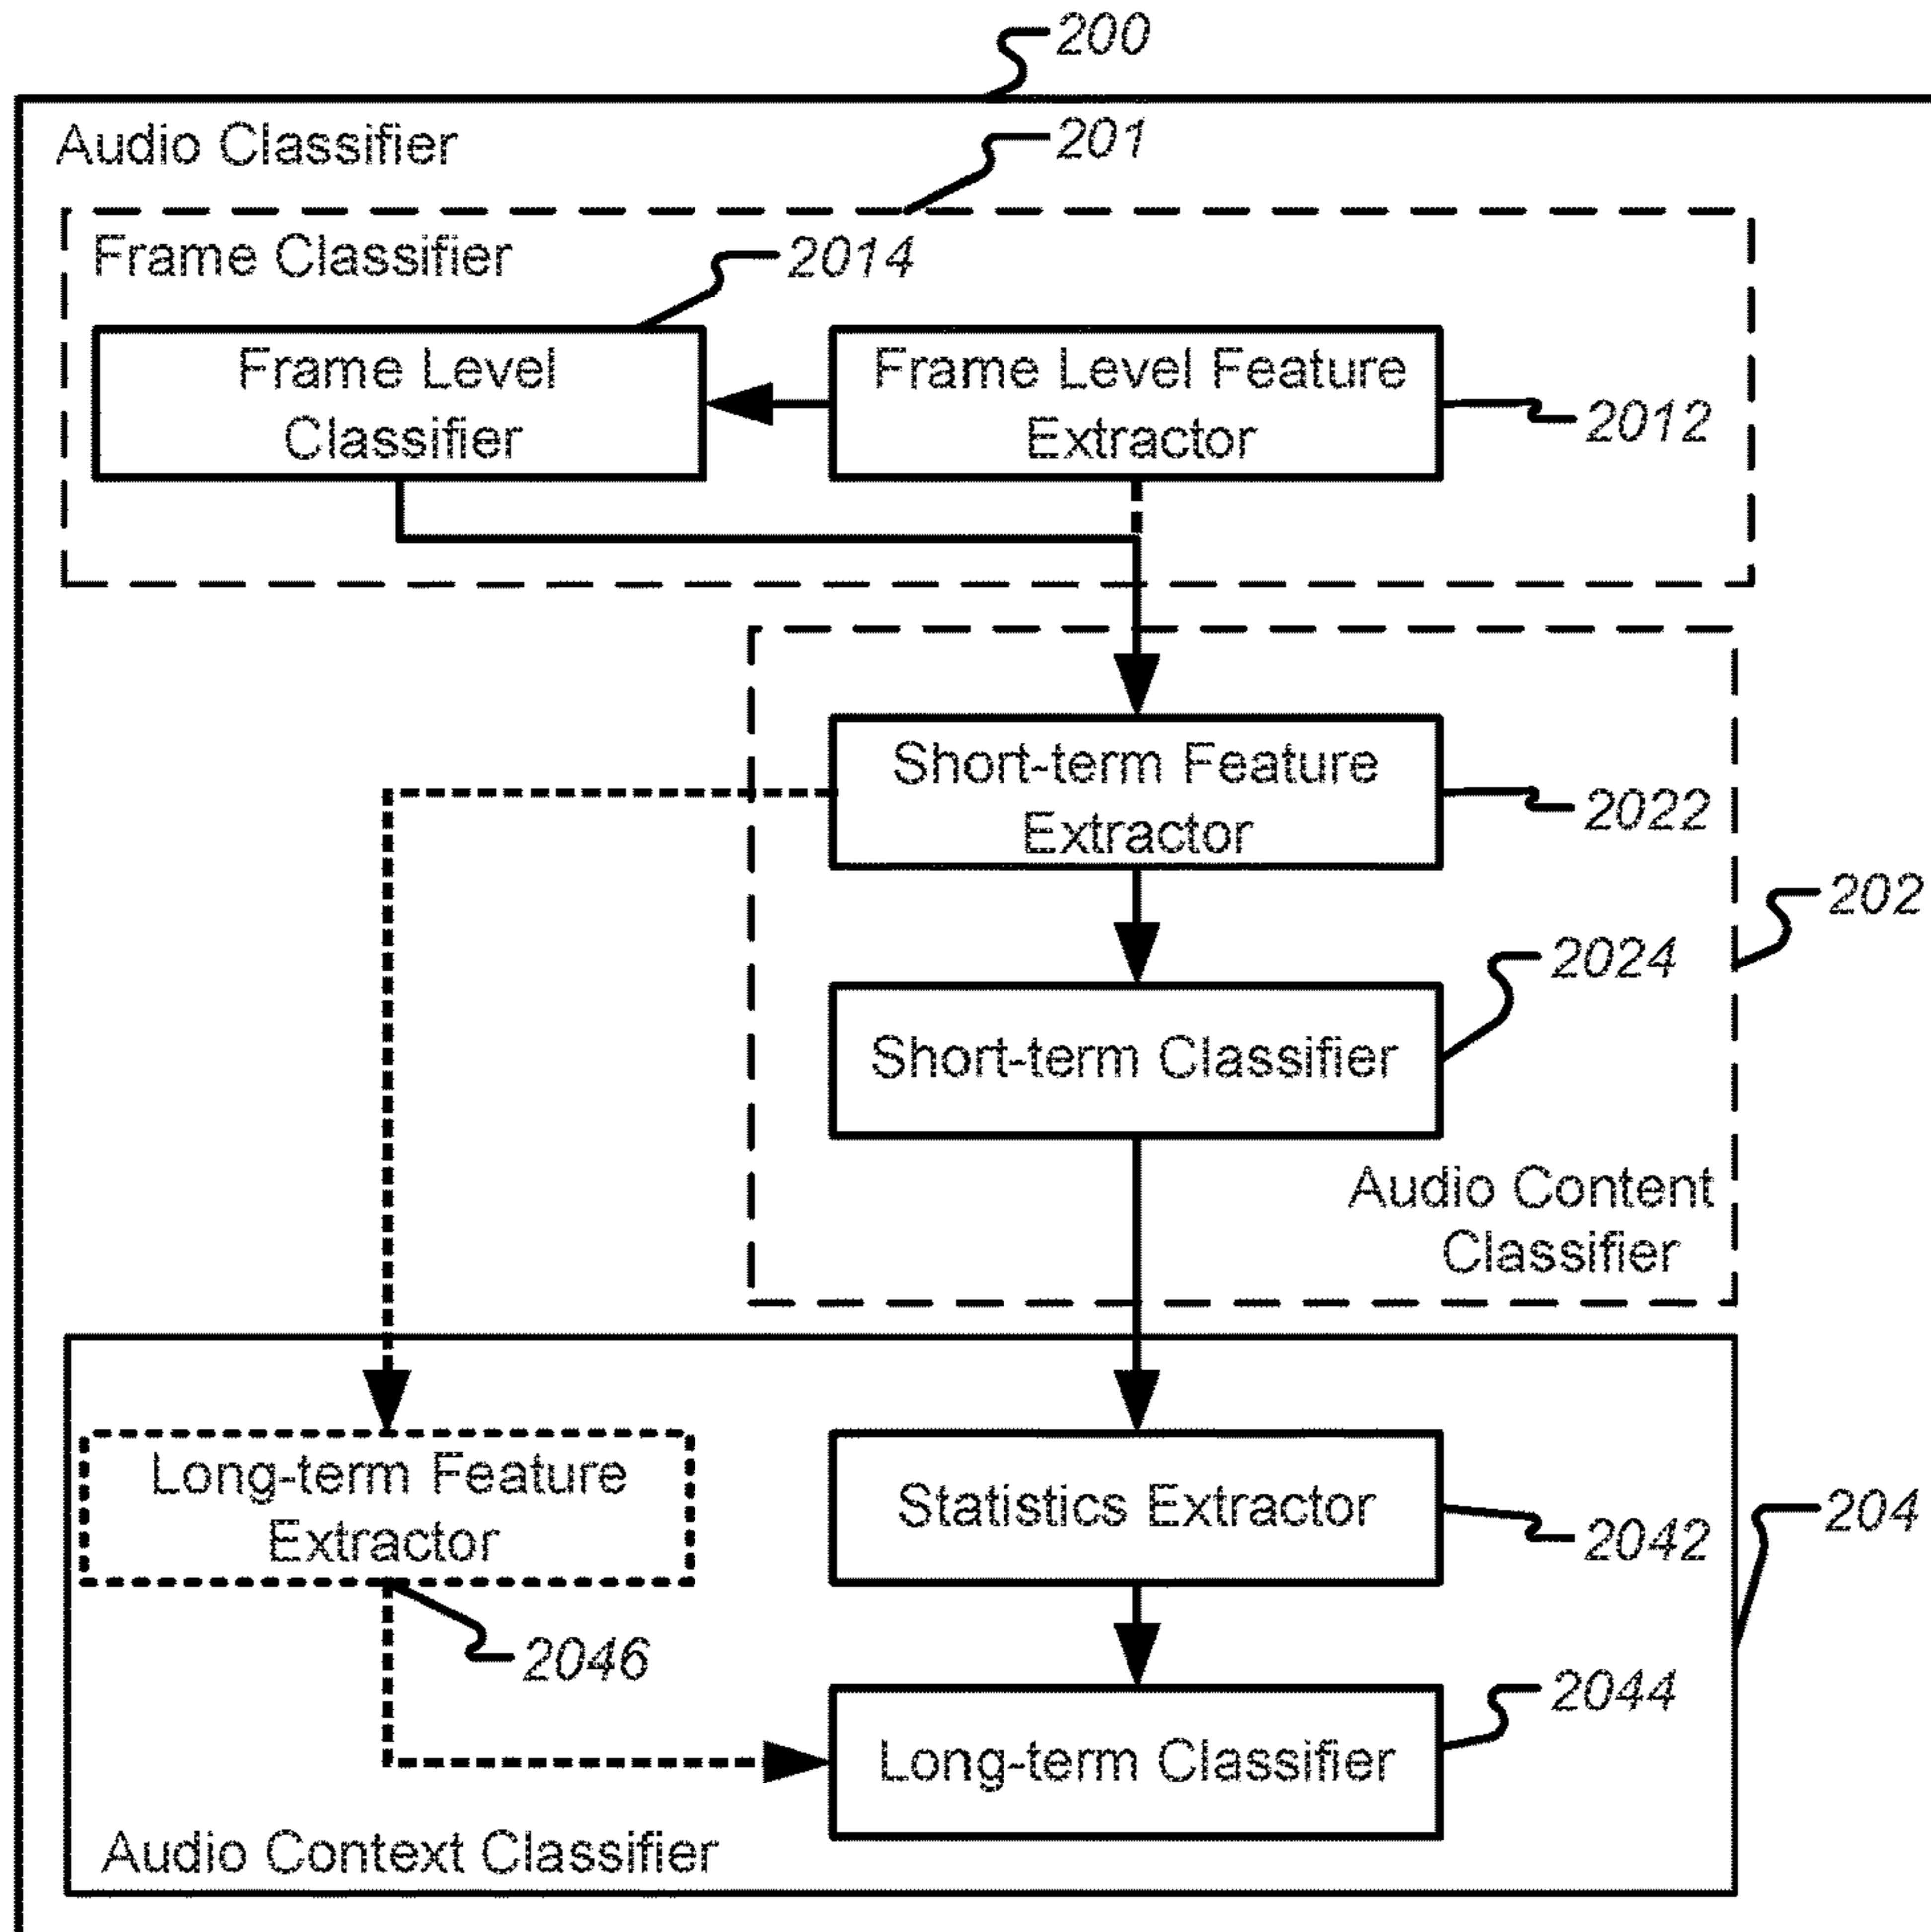 200
Audio Classifier
201
Frame Classifier
2014
Frame Level
Classifier
Frame Level Feature
Extractor
2012
Short-term Feature
Extractor
2022
202
2024
Short-term Classifier
Audio Content
Classifier
Long-term Feature
Extractor
Statistics Extractor
2042
204
2046
2044
Long-term Classifier
Audio Context Classifier